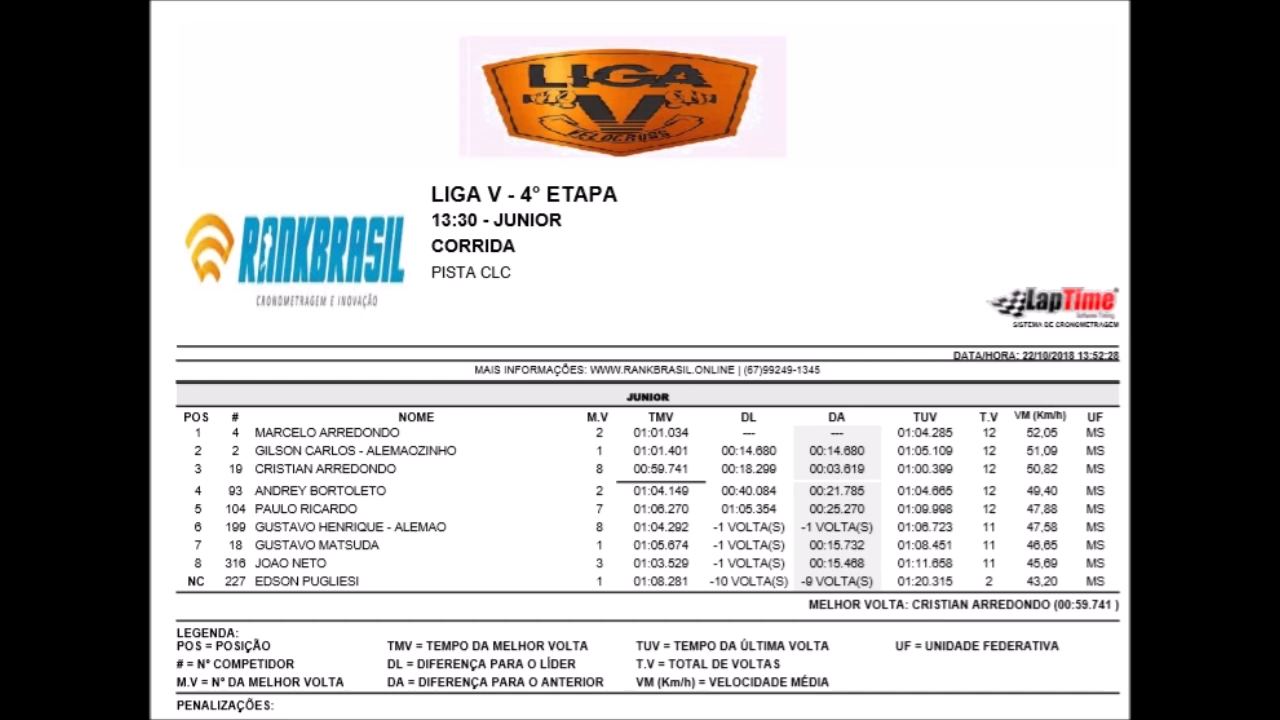 LIGA
V
VELOCROSS
LIGA V - 4° ETAPA
13:30 - JUNIOR
CORRIDA
PISTA CLC
RANKBRASIL
CRONOMETRAGEM E INOVAÇÃO
LapTime
Software Timing
SISTEMA DE CRONOMETRAGEM
DATA/HORA: 22/10/2018 13:52:28
MAIS INFORMAÇÕES: WWW.RANKBRASIL.ONLINE | (67)99249-1345
JUNIOR
POS # NOME M.V TMV DL DA TUV T.V VM (Km/h) UF
1 4 MARCELO ARREDONDO 2 01:01.034 --- --- 01:04.285 12 52,05 MS
2 2 GILSON CARLOS - ALEMAOZINHO 1 01:01.401 00:14.680 00:14.680 01:05.109 12 51,09 MS
3 19 CRISTIAN ARREDONDO 8 00:59.741 00:18.299 00:03.619 01:00.399 12 50,82 MS
4 93 ANDREY BORTOLETO 2 01:04.149 00:40.084 00:21.785 01:04.665 12 49,40 MS
5 104 PAULO RICARDO 7 01:06.270 01:05.354 00:25.270 01:09.998 12 47,88 MS
6 199 GUSTAVO HENRIQUE - ALEMAO 8 01:04.292 -1 VOLTA(S) -1 VOLTA(S) 01:06.723 11 47,58 MS
7 18 GUSTAVO MATSUDA 1 01:05.674 -1 VOLTA(S) 00:15.732 01:08.451 11 46,65 MS
8 316 JOAO NETO 3 01:03.529 -1 VOLTA(S) 00:15.468 01:11.658 11 45,69 MS
NC 227 EDSON PUGLIESI 1 01:08.281 -10 VOLTA(S) -9 VOLTA(S) 01:20.315 2 43,20 MS
MELHOR VOLTA: CRISTIAN ARREDONDO (00:59.741 )
LEGENDA:
POS = POSIÇÃO TMV = TEMPO DA MELHOR VOLTA TUV = TEMPO DA ÚLTIMA VOLTA UF = UNIDADE FEDERATIVA
# = Nº COMPETIDOR DL = DIFERENÇA PARA O LÍDER T.V = TOTAL DE VOLTAS
M.V = Nº DA MELHOR VOLTA DA = DIFERENÇA PARA O ANTERIOR VM (Km/h) = VELOCIDADE MÉDIA
PENALIZAÇÕES: